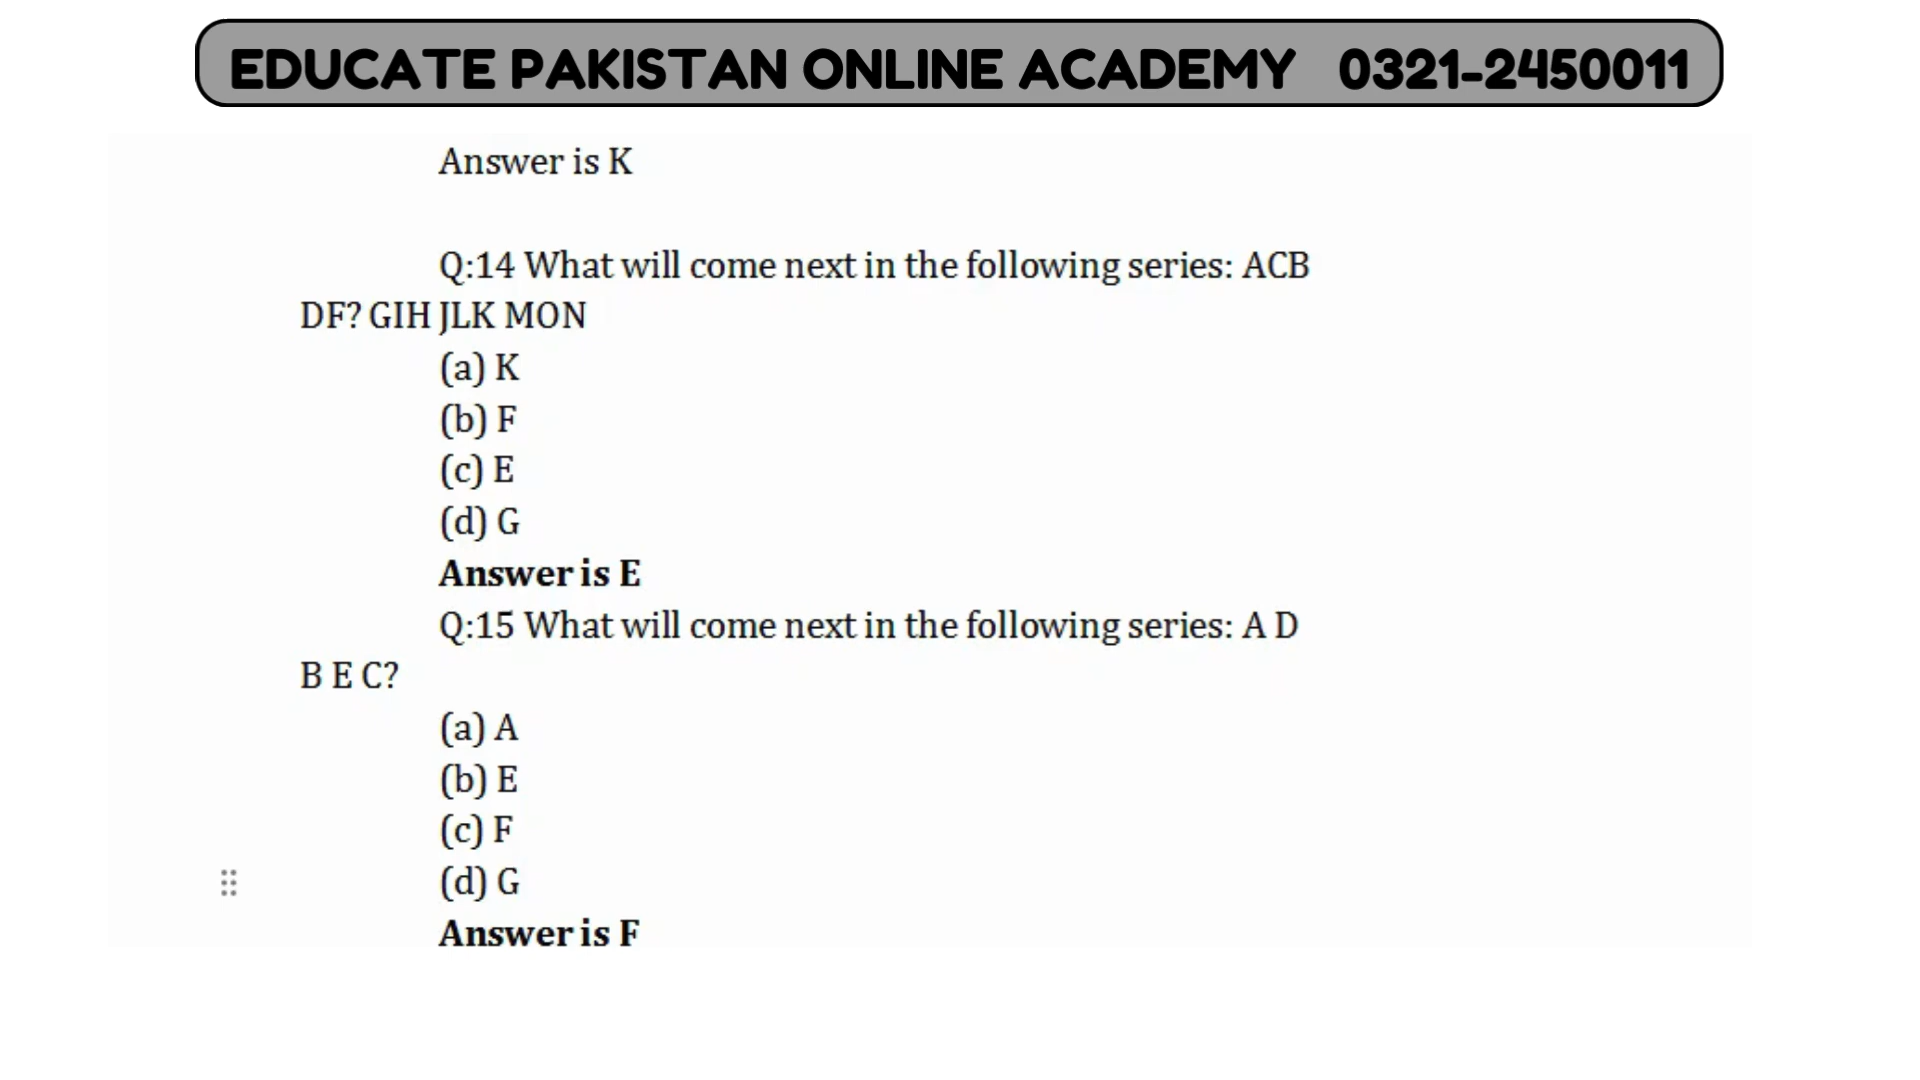 EDUCATE PAKISTAN ONLINE ACADEMY 0321-2450011
Answer is K
Q:14 What will come next in the following series: ACB
DF? GIH JLK MON
(a) K
(b) F
(c) E
(d) G
Answer is E
Q:15 What will come next in the following series: A D
B E C?
(a) A
(b) E
(c) F
(d) G
Answer is F